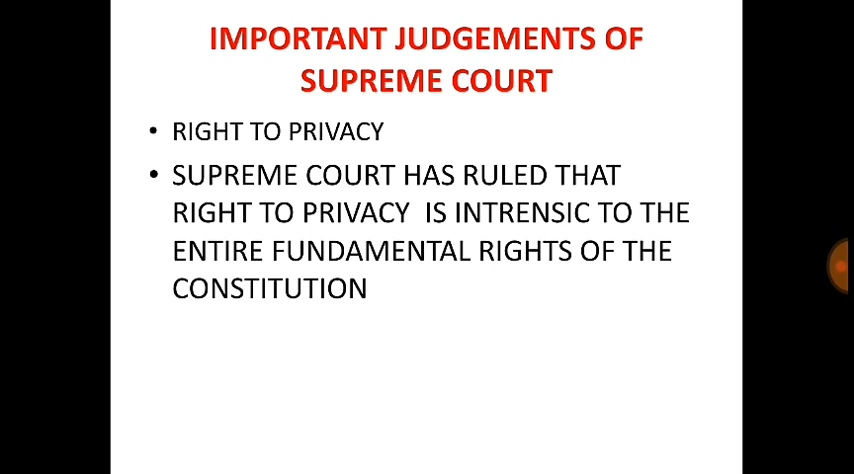 IMPORTANT JUDGEMENTS OF
SUPREME COURT
• RIGHT TO PRIVACY
• SUPREME COURT HAS RULED THAT
RIGHT TO PRIVACY IS INTRENSIC TO THE
ENTIRE FUNDAMENTAL RIGHTS OF THE
CONSTITUTION